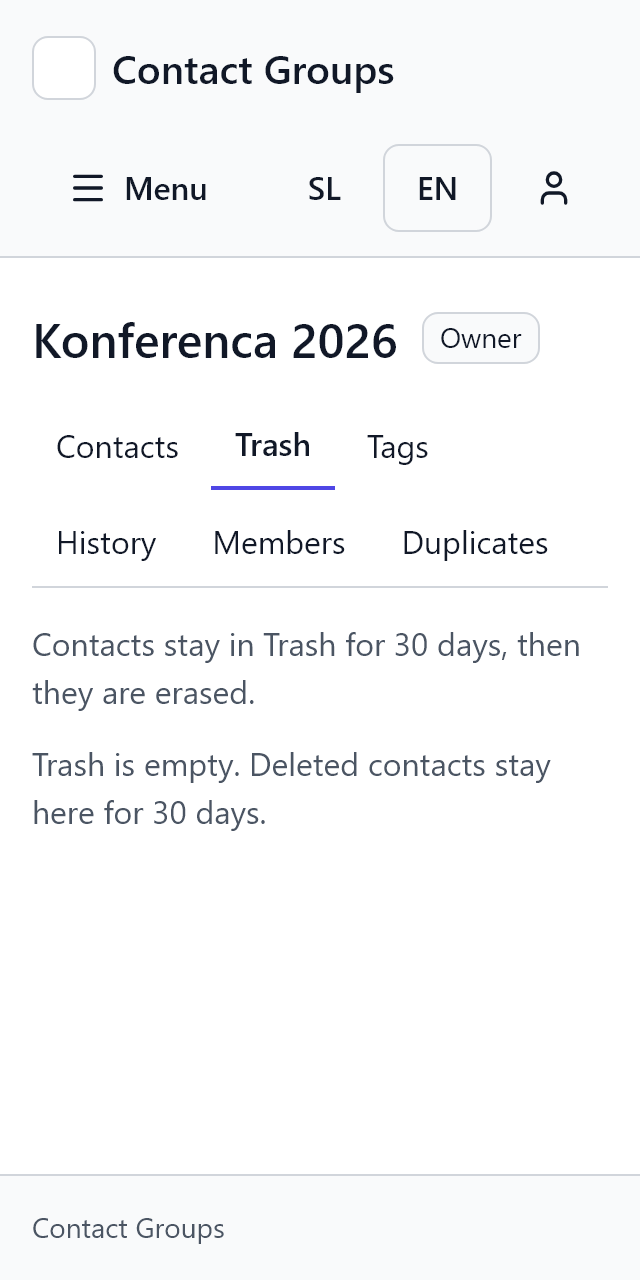 Contact Groups
Menu
SL
EN
Konferenca 2026
Owner
Contacts
Trash
Tags
History
Members
Duplicates
Contacts stay in Trash for 30 days, then
they are erased.
Trash is empty. Deleted contacts stay
here for 30 days.
Contact Groups